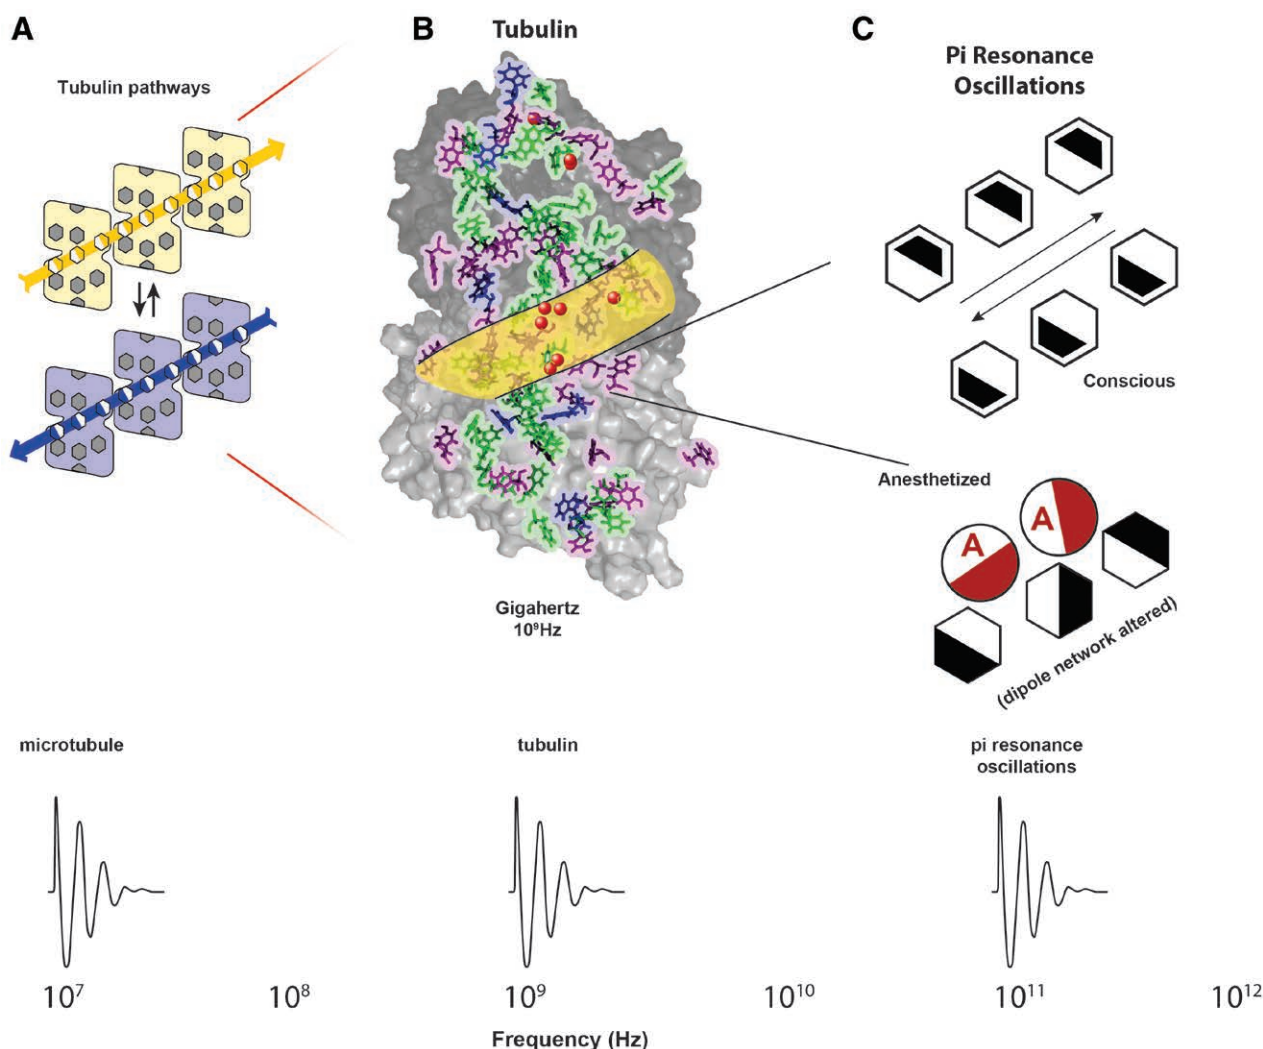 A
Tubulin pathways
B
Tubulin
Gigahertz
10⁹Hz
C
Pi Resonance
Oscillations
Conscious
Anesthetized
A
A
(dipole network altered)
microtubule
tubulin
pi resonance
oscillations
10⁷ 10⁸ 10⁹ 10¹⁰ 10¹¹ 10¹²
Frequency (Hz)